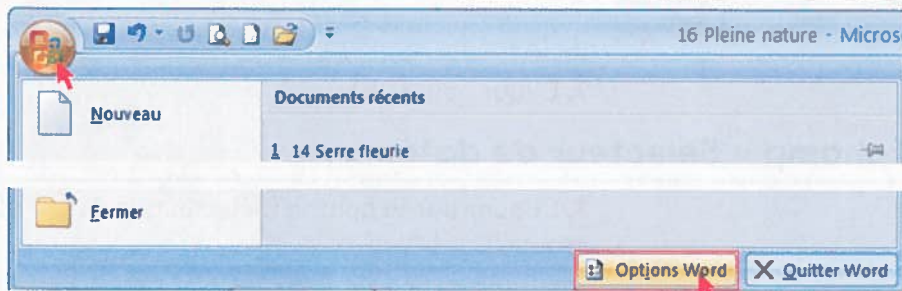 16 Pleine nature - Micros
Nouveau
Documents récents
1 14 Serre fleurie
Fermer
Options Word
Quitter Word